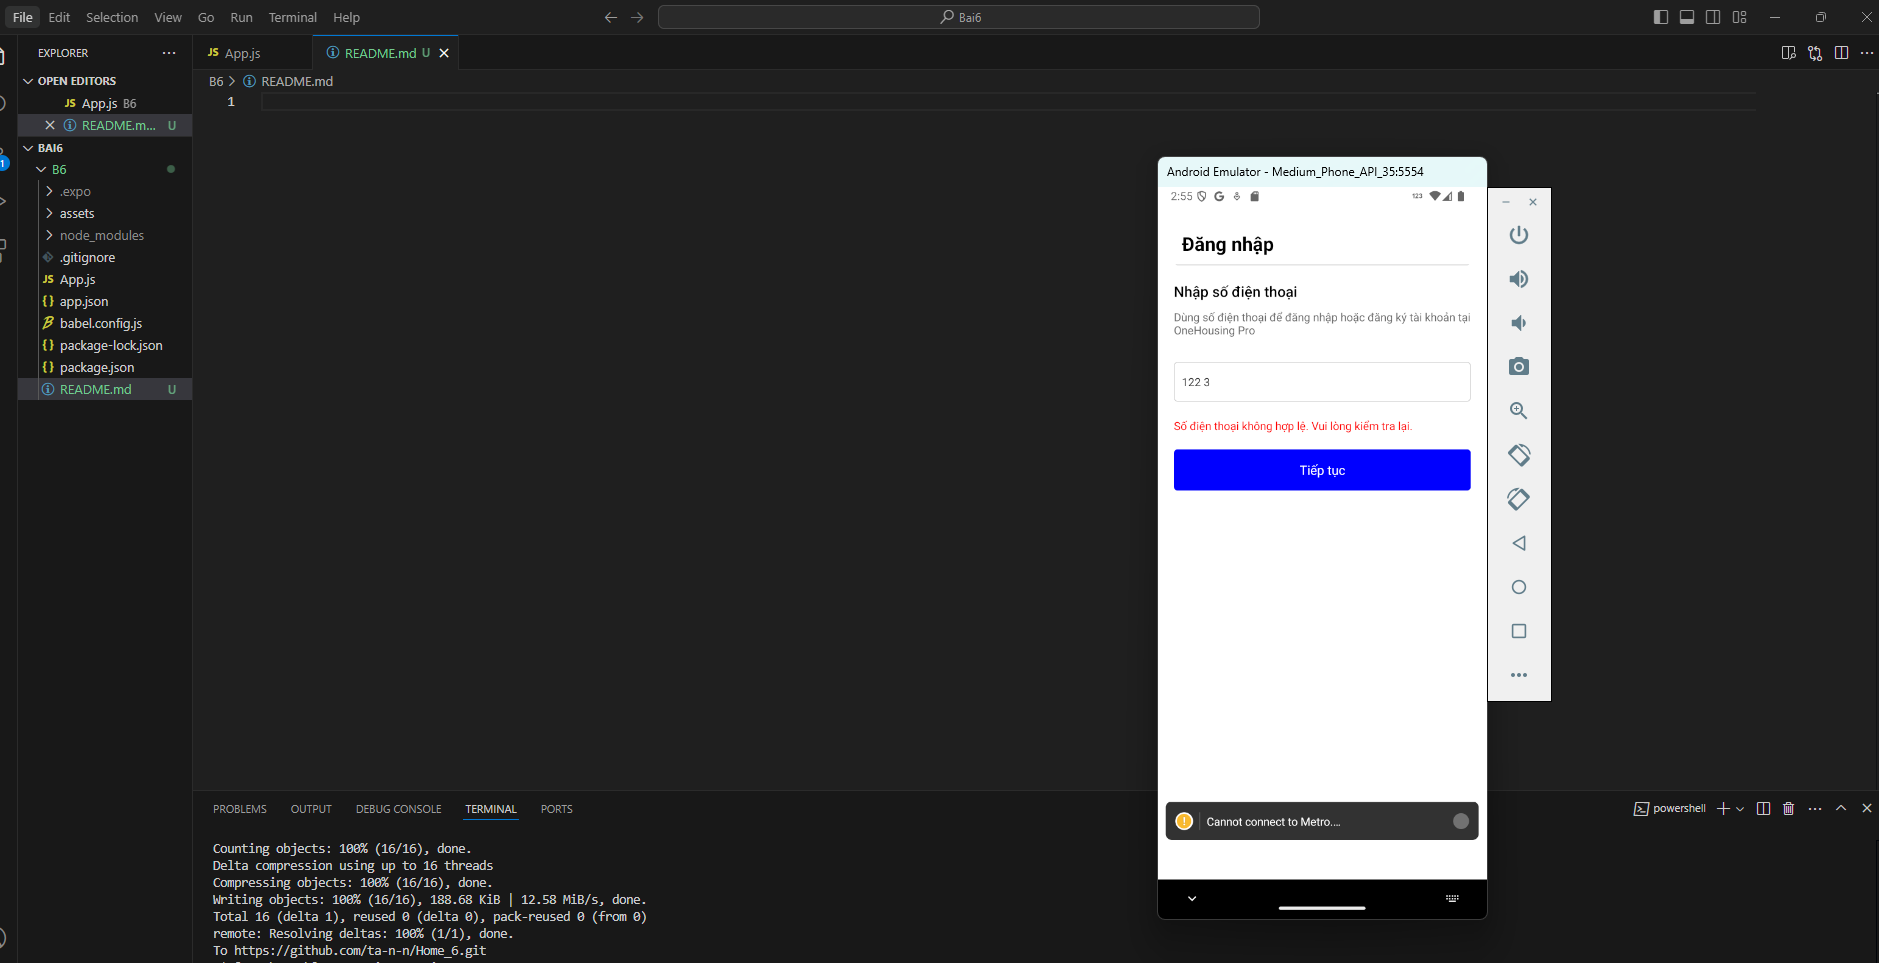 File Edit Selection View Go Run Terminal Help
Bai6
EXPLORER
App.js
README.md U
OPEN EDITORS
App.js B6
README.m... U
B6 > README.md
1
BAI6
B6
.expo
assets
node_modules
.gitignore
App.js
app.json
babel.config.js
package-lock.json
package.json
README.md U
Android Emulator - Medium_Phone_API_35:5554
2:55
123
Đăng nhập
Nhập số điện thoại
Dùng số điện thoại để đăng nhập hoặc đăng ký tài khoản tại
OneHousing Pro
122 3
Số điện thoại không hợp lệ. Vui lòng kiểm tra lại.
Tiếp tục
Cannot connect to Metro....
PROBLEMS OUTPUT DEBUG CONSOLE TERMINAL PORTS
powershell
Counting objects: 100% (16/16), done.
Delta compression using up to 16 threads
Compressing objects: 100% (16/16), done.
Writing objects: 100% (16/16), 188.68 KiB | 12.58 MiB/s, done.
Total 16 (delta 1), reused 0 (delta 0), pack-reused 0 (from 0)
remote: Resolving deltas: 100% (1/1), done.
To https://github.com/ta-n-n/Home_6.git